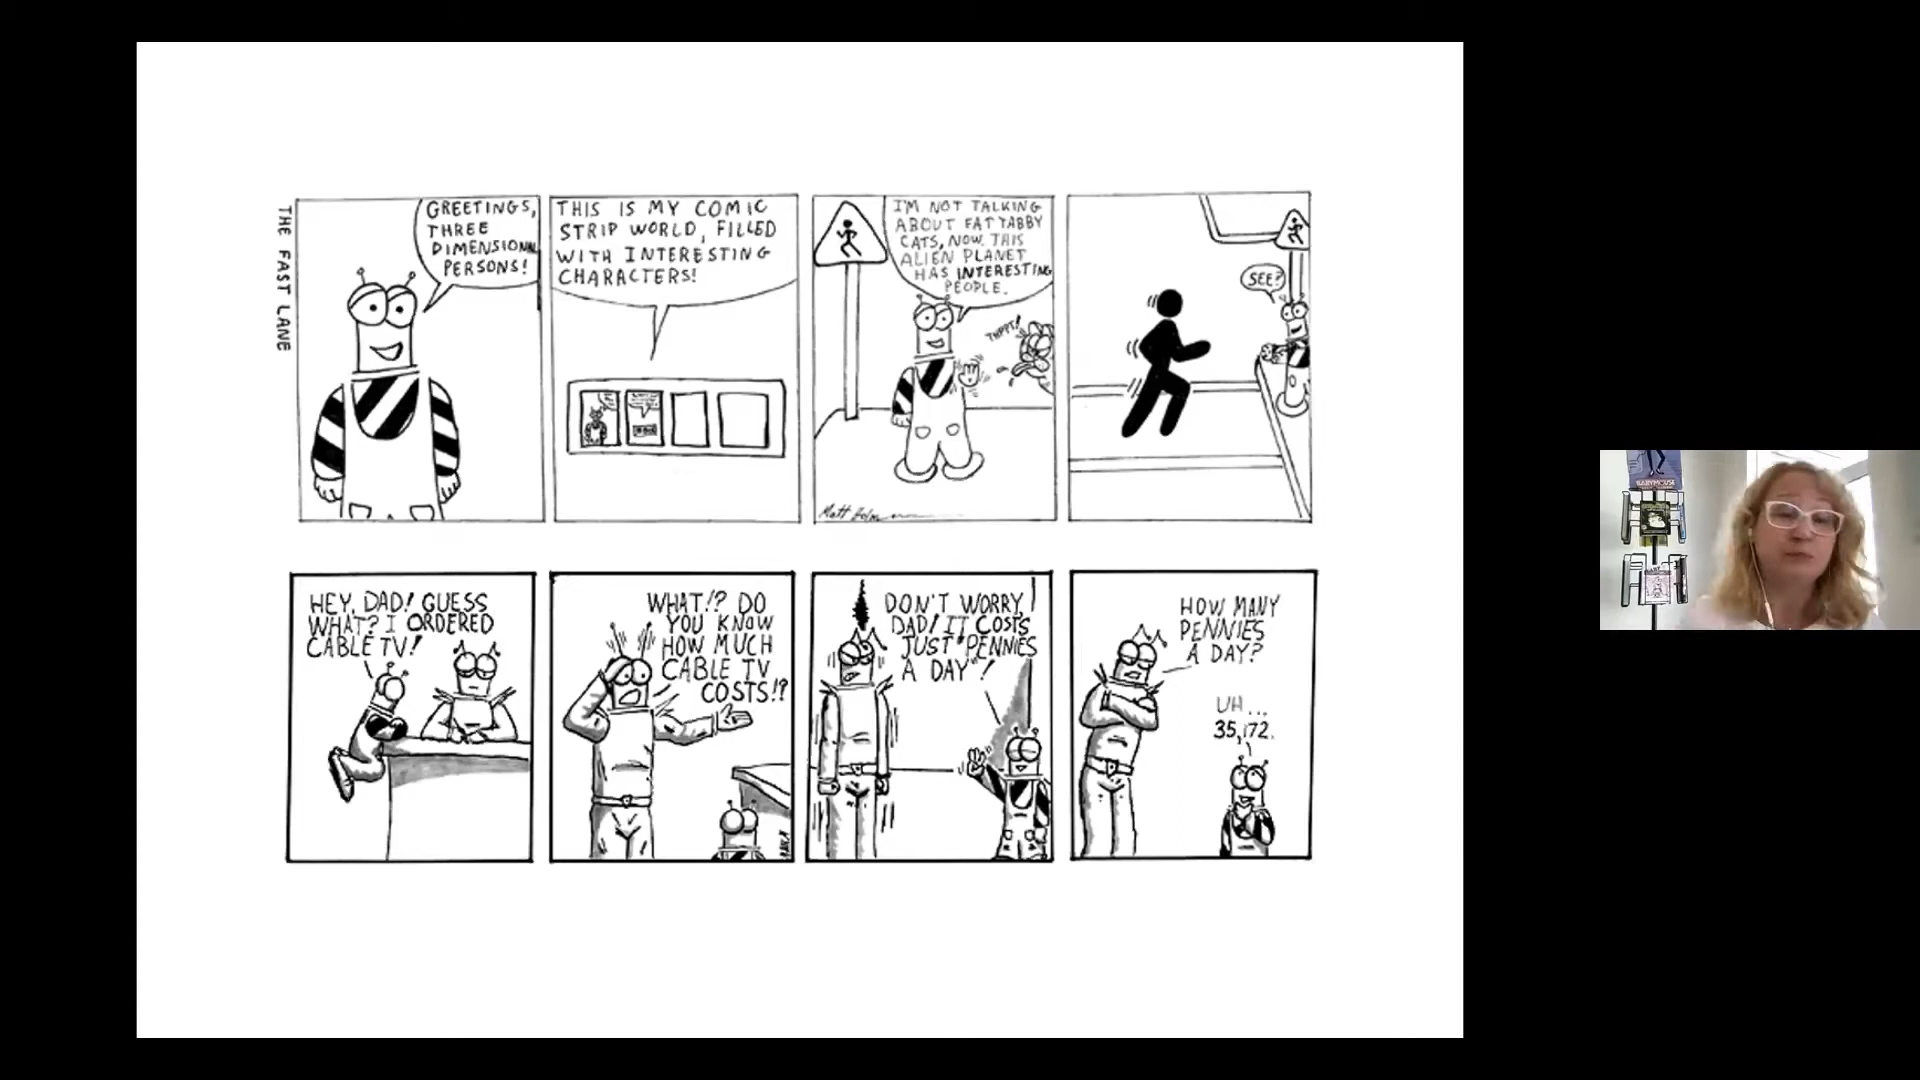 THE FAST LANE
GREETINGS,
THREE
DIMENSIONAL
PERSONS!
THIS IS MY COMIC
STRIP WORLD, FILLED
WITH INTERESTING
CHARACTERS!
I'M NOT TALKING
ABOUT FAT TABBY
CATS, NOW. THIS
ALIEN PLANET
HAS INTERESTING
PEOPLE.
THPPT!
Matt
SEE?
HEY, DAD! GUESS
WHAT? I ORDERED
CABLE TV!
WHAT!? DO
YOU KNOW
HOW MUCH
CABLE TV
COSTS!?
DON'T WORRY,
DAD! IT COSTS
JUST "PENNIES
A DAY"!
HOW MANY
PENNIES
A DAY?
UH...
35,172.
BABYMOUSE